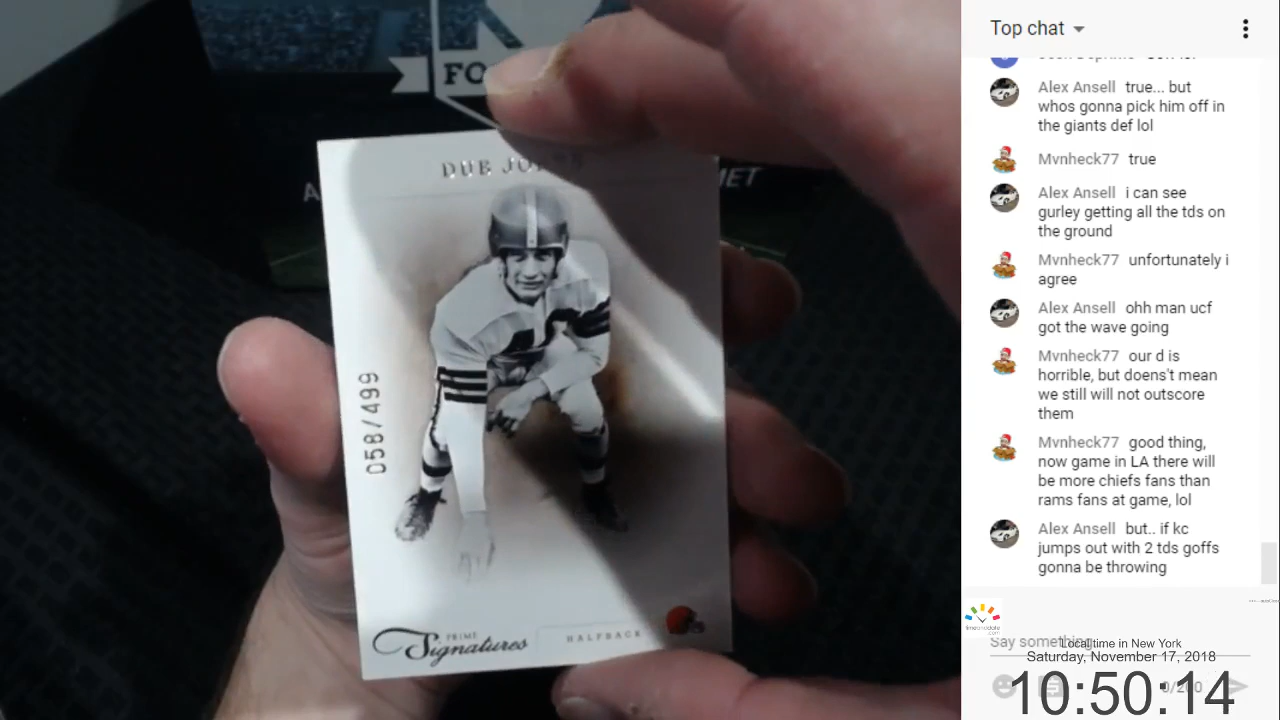 FO
DUB JO
MET
058/499
PRIME
Signatures
HALFBACK
Top chat
Alex Ansell true... but
whos gonna pick him off in
the giants def lol
Mvnheck77 true
Alex Ansell i can see
gurley getting all the tds on
the ground
Mvnheck77 unfortunately i
agree
Alex Ansell ohh man ucf
got the wave going
Mvnheck77 our d is
horrible, but doens't mean
we still will not outscore
them
Mvnheck77 good thing,
now game in LA there will
be more chiefs fans than
rams fans at game, lol
Alex Ansell but.. if kc
jumps out with 2 tds goffs
gonna be throwing
Say something
Local time in New York
Saturday, November 17, 2018
0/200
10:50:14